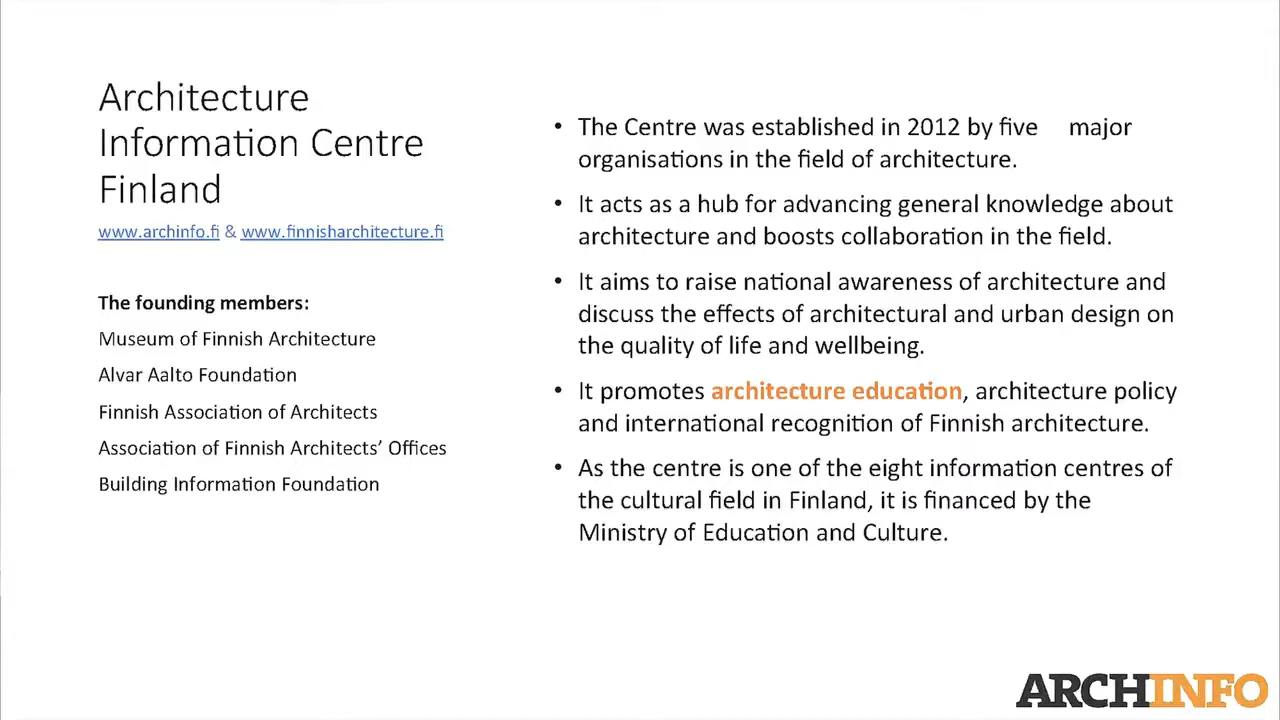 Architecture
Information Centre
Finland
www.archinfo.fi & www.finnisharchitecture.fi
The founding members:
Museum of Finnish Architecture
Alvar Aalto Foundation
Finnish Association of Architects
Association of Finnish Architects’ Offices
Building Information Foundation
• The Centre was established in 2012 by five major
organisations in the field of architecture.
• It acts as a hub for advancing general knowledge about
architecture and boosts collaboration in the field.
• It aims to raise national awareness of architecture and
discuss the effects of architectural and urban design on
the quality of life and wellbeing.
• It promotes architecture education, architecture policy
and international recognition of Finnish architecture.
• As the centre is one of the eight information centres of
the cultural field in Finland, it is financed by the
Ministry of Education and Culture.
ARCHINFO